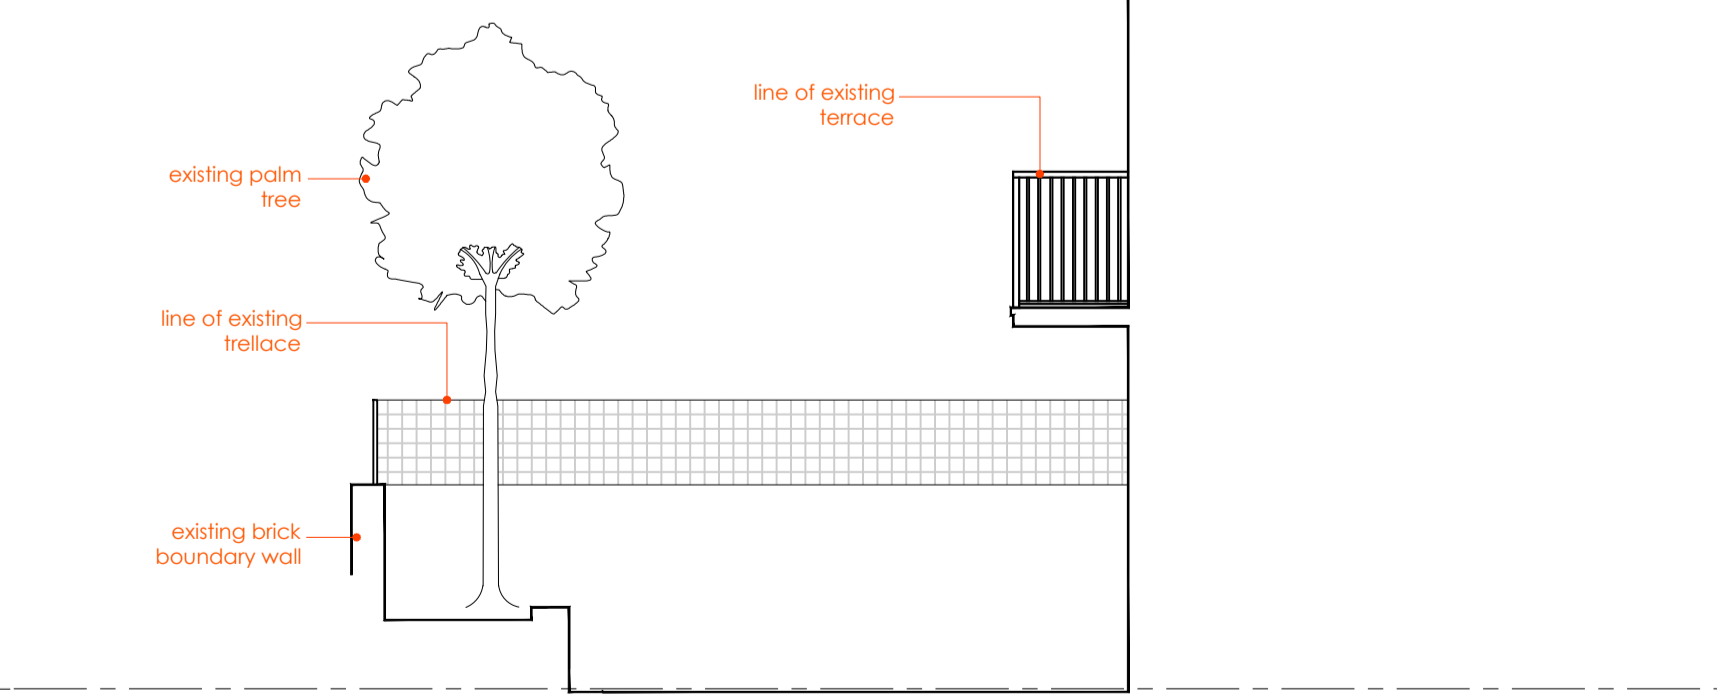 line of existing
terrace
existing palm
tree
line of existing
trellace
existing brick
boundary wall